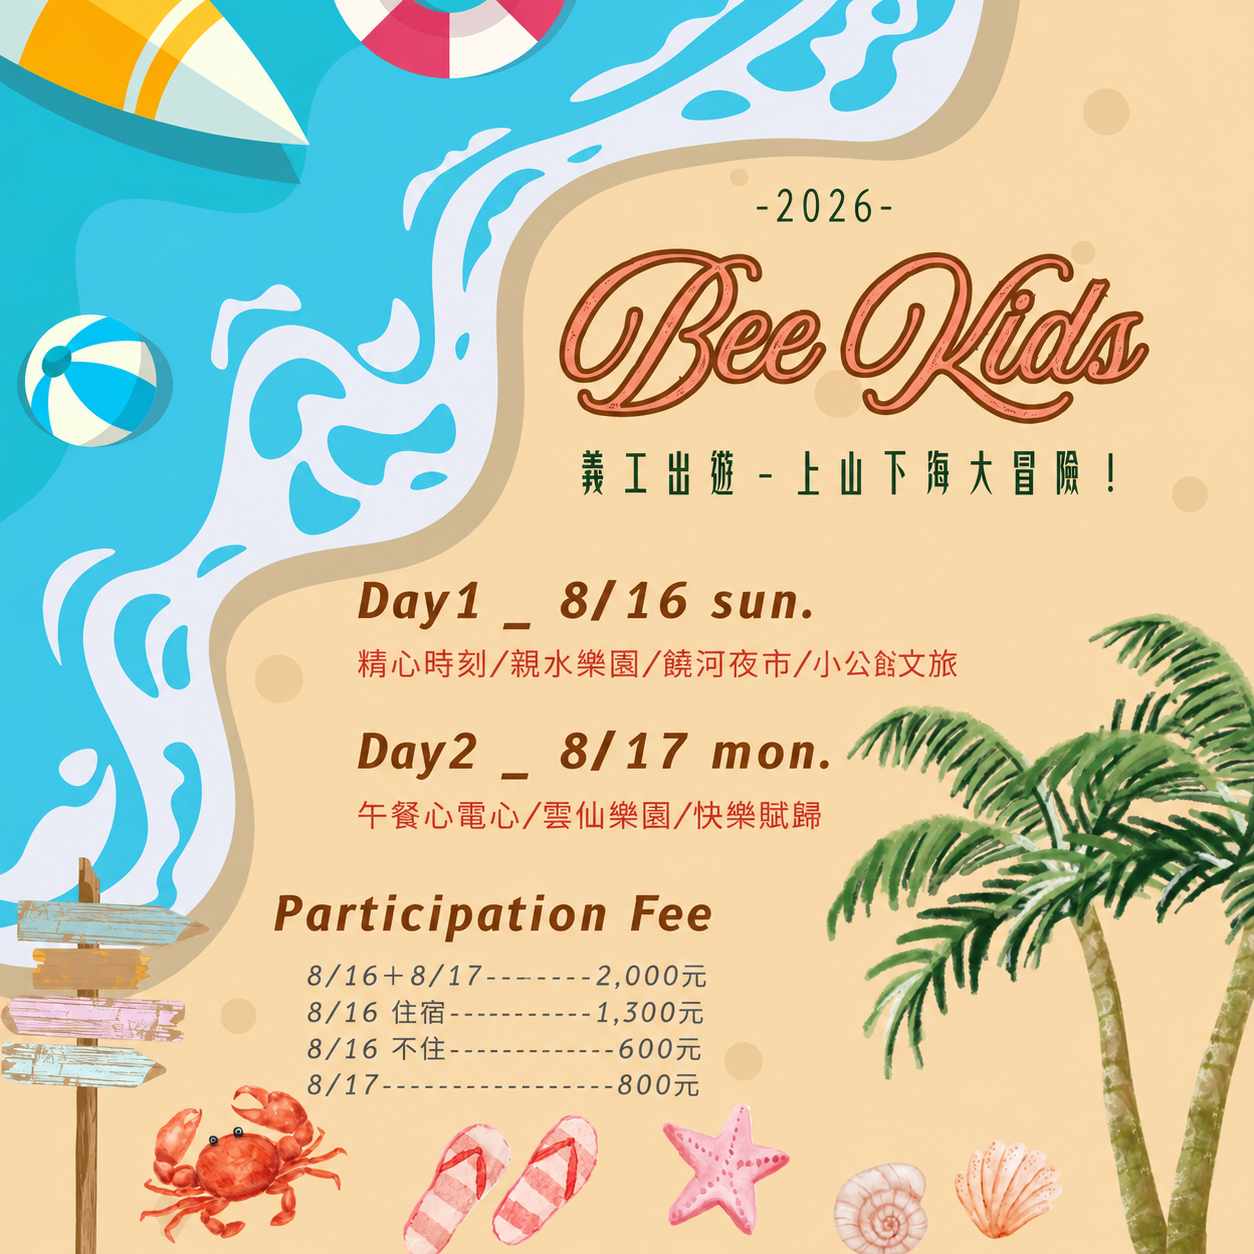 -2026-
Bee Kids
義工出遊-上山下海大冒險!
Day1 _ 8/16 sun.
精心時刻/親水樂園/饒河夜市/小公館文旅
Day2 _ 8/17 mon.
午餐心電心/雲仙樂園/快樂賦歸
Participation Fee
8/16+8/17--------2,000元
8/16 住宿-----------1,300元
8/16 不住-------------600元
8/17------------------800元